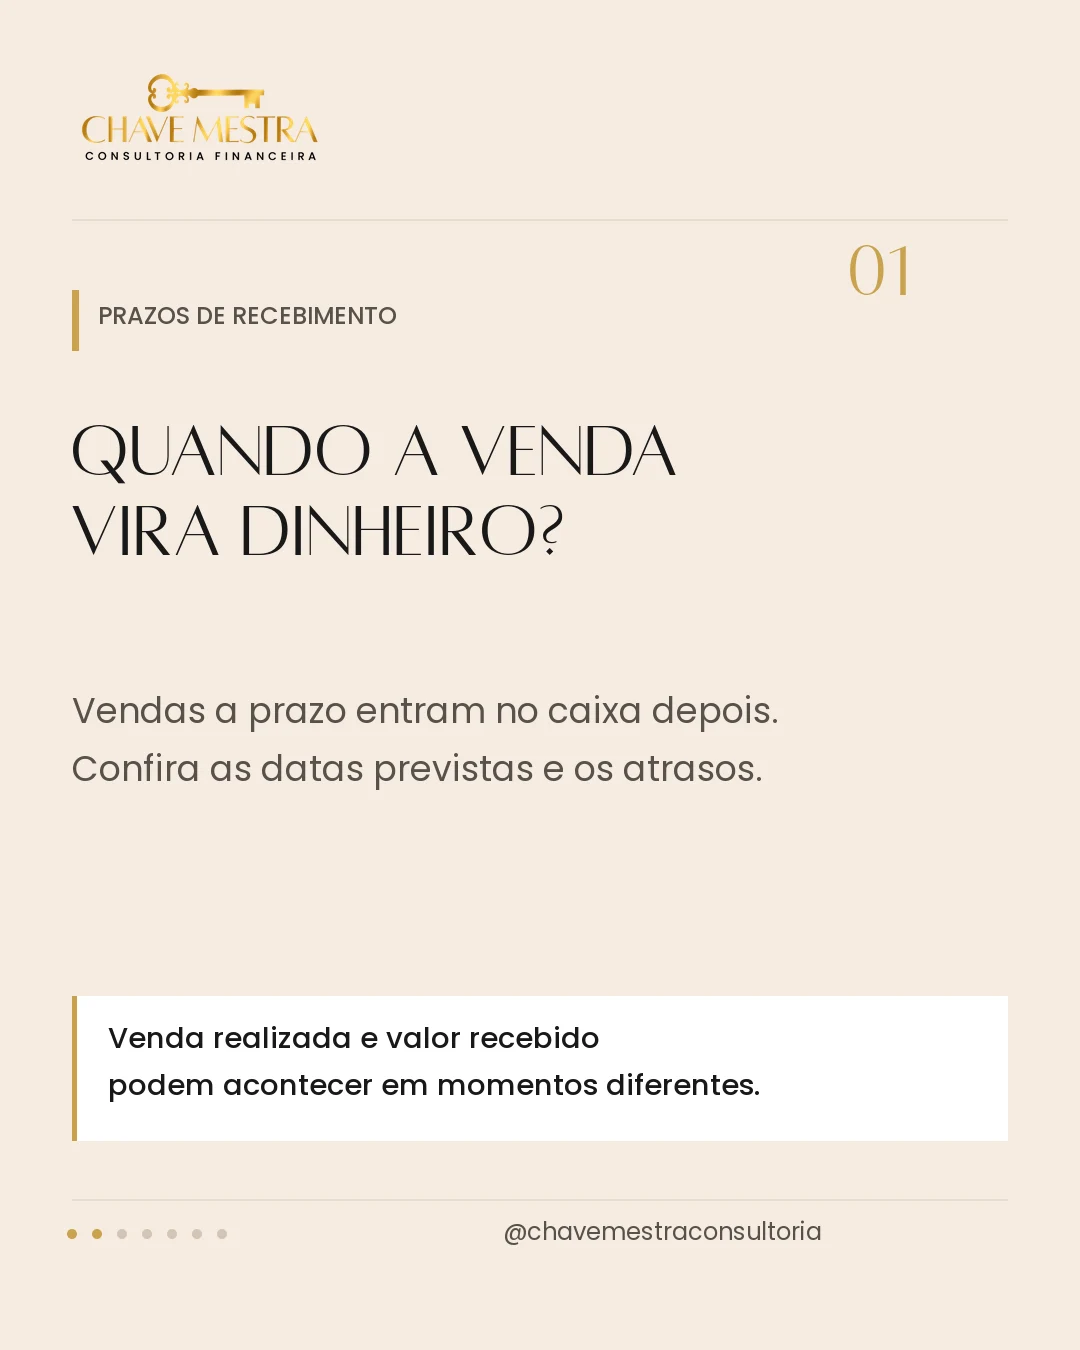 CHAVE MESTRA
CONSULTORIA FINANCEIRA
01
PRAZOS DE RECEBIMENTO
QUANDO A VENDA
VIRA DINHEIRO?
Vendas a prazo entram no caixa depois.
Confira as datas previstas e os atrasos.
Venda realizada e valor recebido
podem acontecer em momentos diferentes.
@chavemestraconsultoria